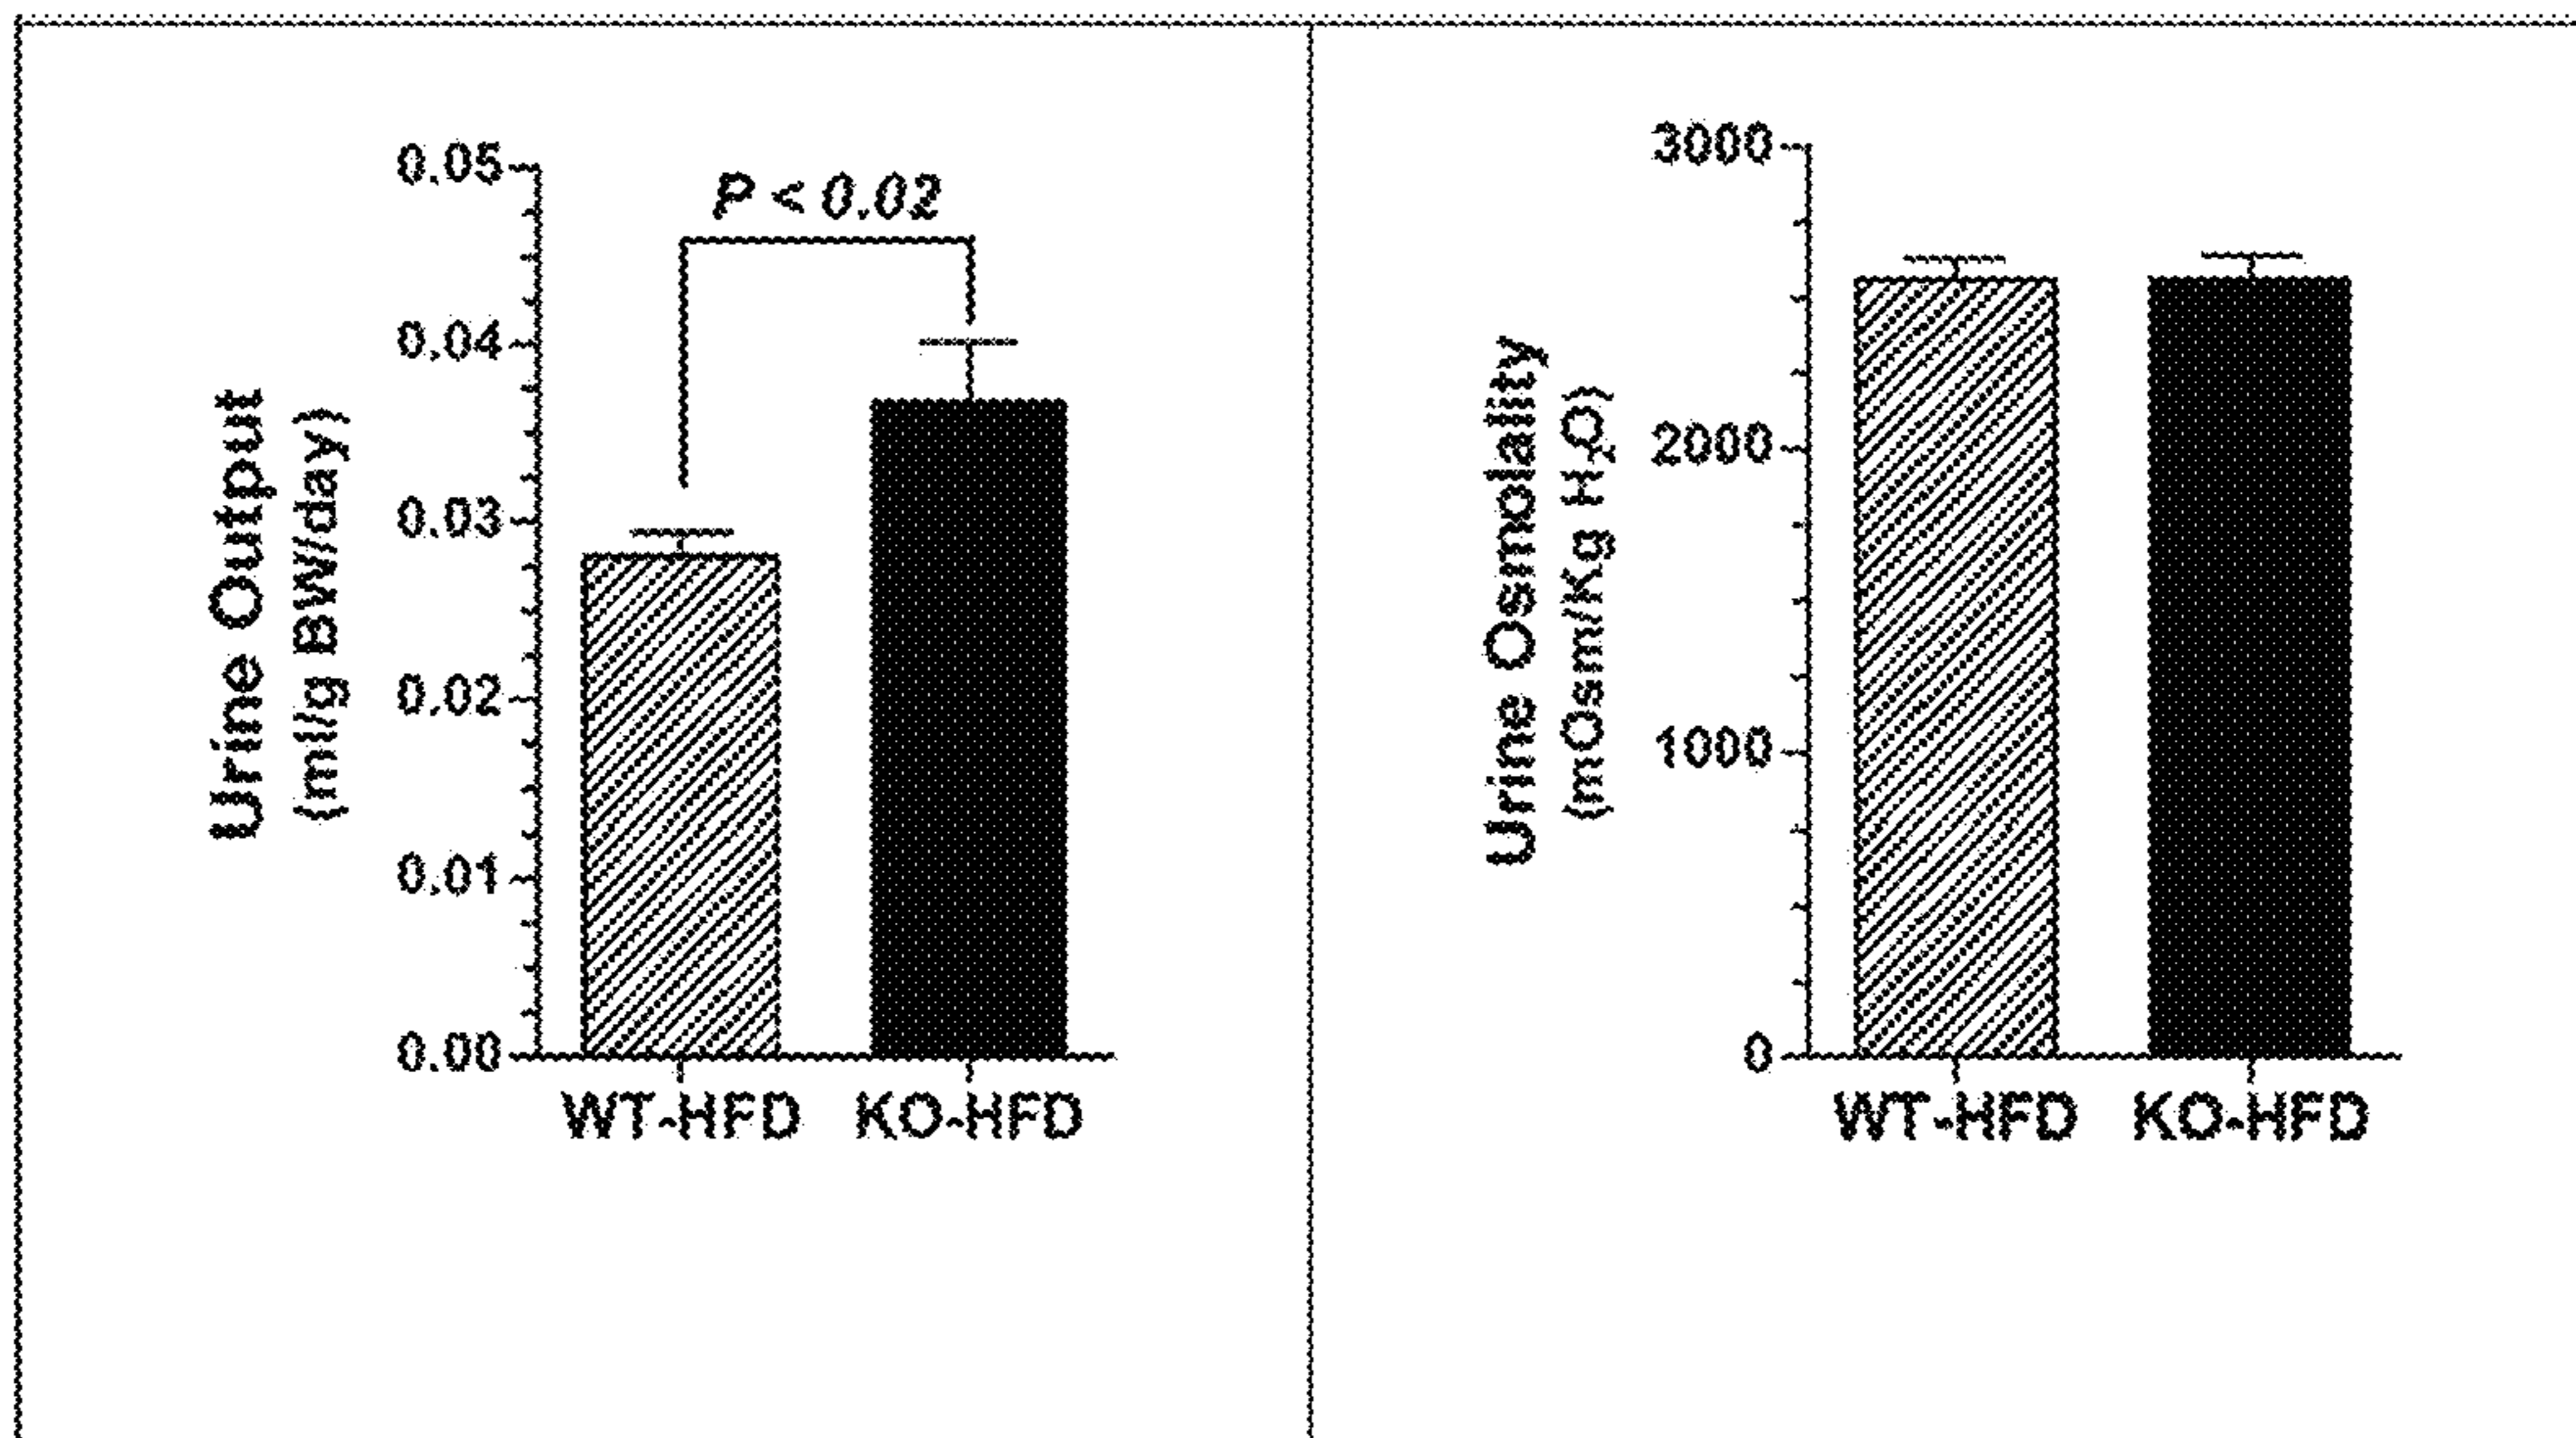 Urine Output
(ml/g BW/day)
0.05
0.04
0.03
0.02
0.01
0.00
P < 0.02
WT-HFD KO-HFD
Urine Osmolality
(mOsm/Kg H₂O)
3000
2000
1000
0
WT-HFD KO-HFD